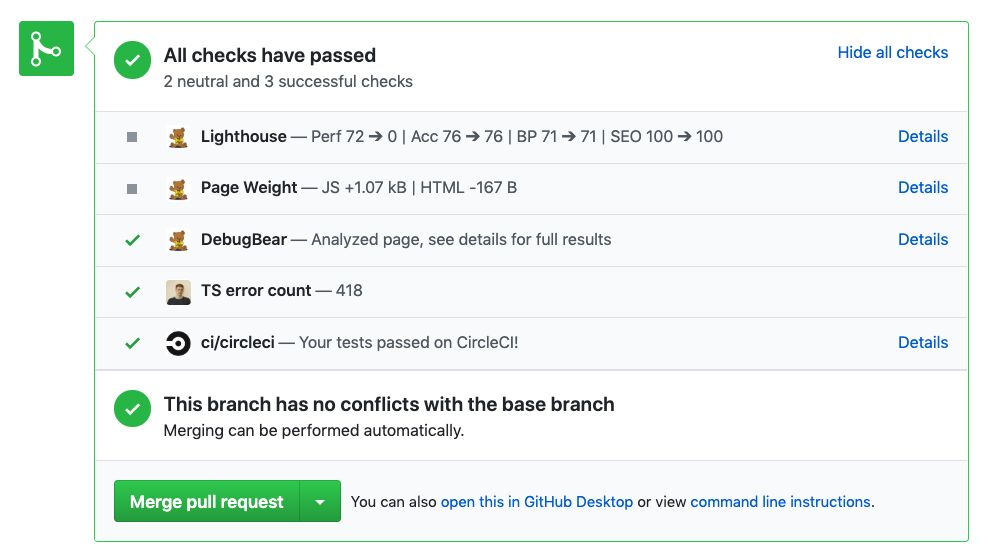 All checks have passed
Hide all checks
2 neutral and 3 successful checks
Lighthouse — Perf 72 ➔ 0 | Acc 76 ➔ 76 | BP 71 ➔ 71 | SEO 100 ➔ 100
Details
Page Weight — JS +1.07 kB | HTML -167 B
Details
DebugBear — Analyzed page, see details for full results
Details
TS error count — 418
ci/circleci — Your tests passed on CircleCI!
Details
This branch has no conflicts with the base branch
Merging can be performed automatically.
Merge pull request
You can also open this in GitHub Desktop or view command line instructions.